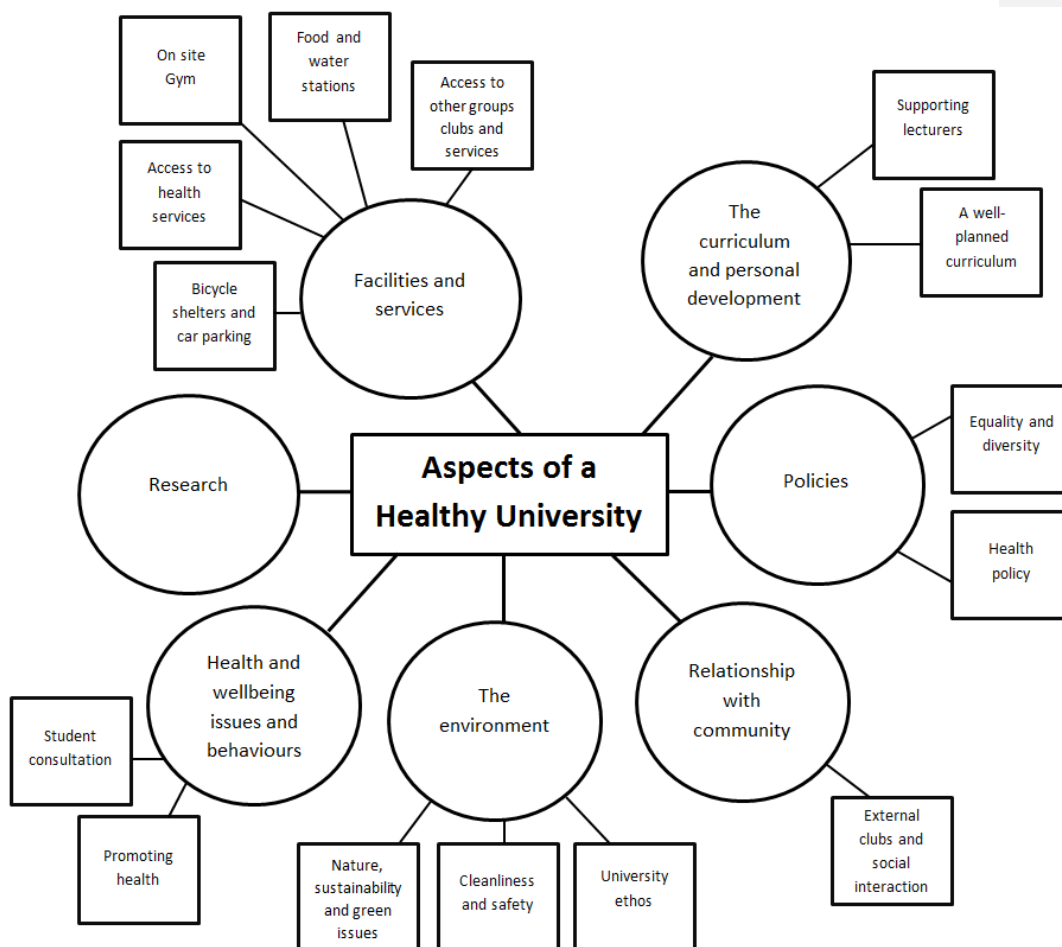 On site
Gym
Food and
water
stations
Access to
other groups
clubs and
services
Access to
health
services
Bicycle
shelters and
car parking
Facilities and
services
Supporting
lecturers
A well-
planned
curriculum
The
curriculum
and personal
development
Research
Aspects of a
Healthy University
Policies
Equality and
diversity
Health
policy
Health and
wellbeing
issues and
behaviours
Student
consultation
Promoting
health
The
environment
Nature,
sustainability
and green
issues
Cleanliness
and safety
University
ethos
Relationship
with
community
External
clubs and
social
interaction